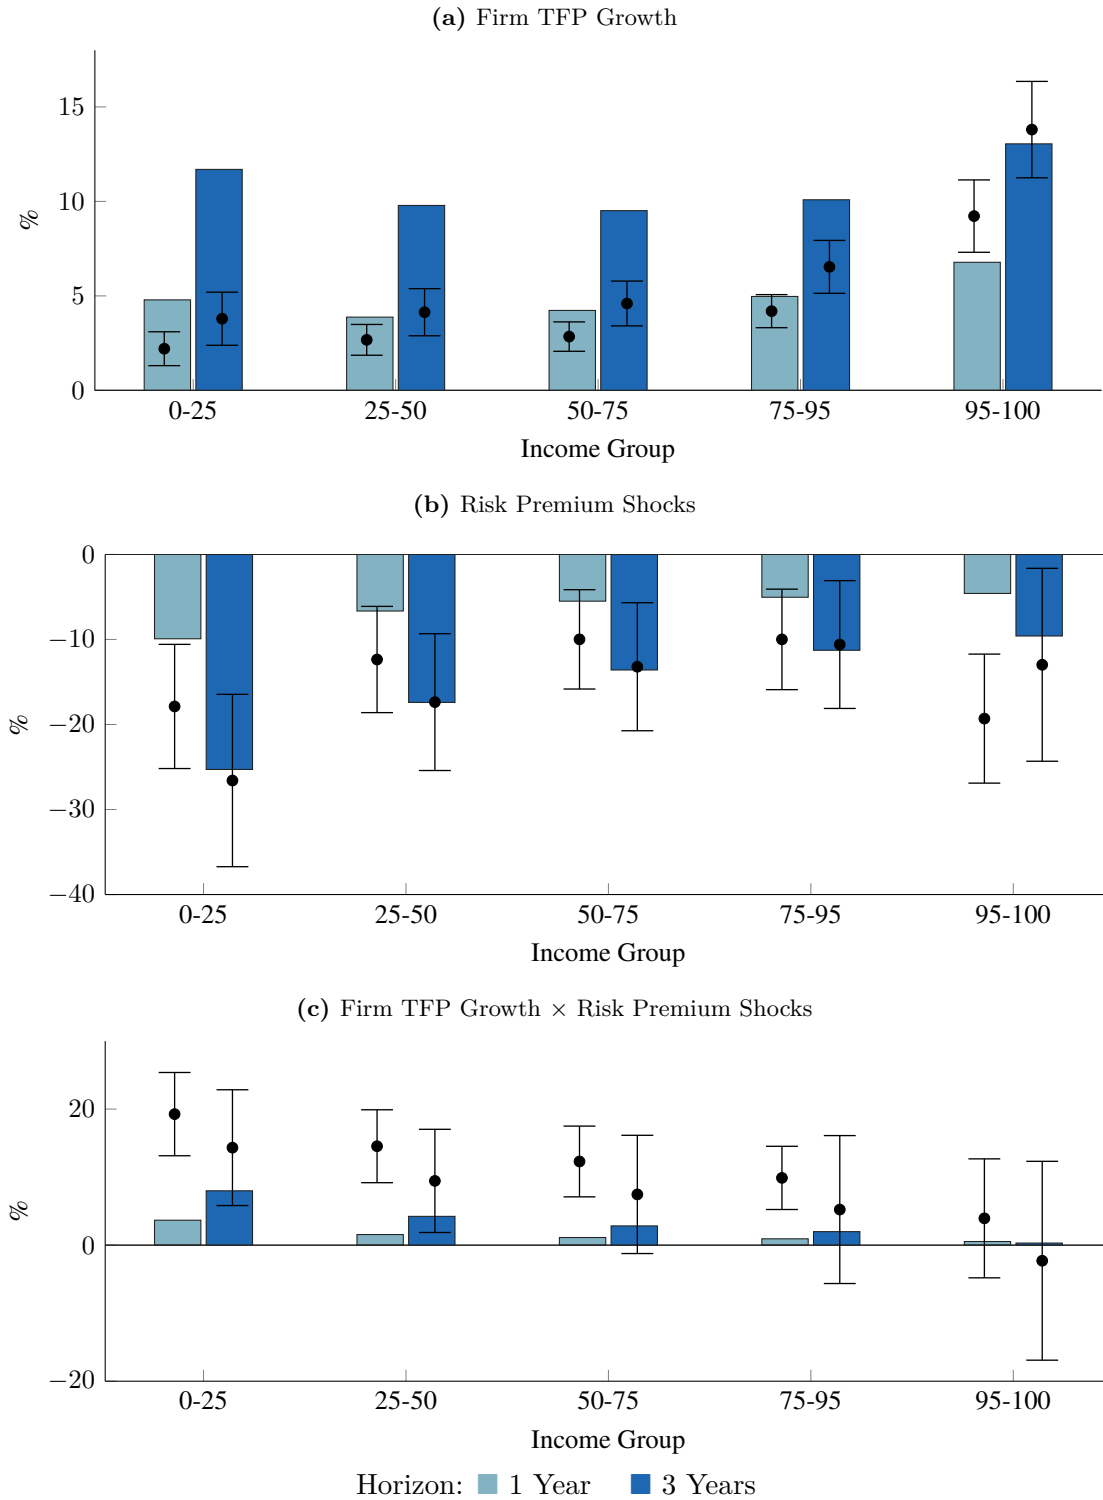 (a) Firm TFP Growth
15
10
5
0
%
0-25 25-50 50-75 75-95 95-100
Income Group
(b) Risk Premium Shocks
0
−10
−20
−30
−40
%
0-25 25-50 50-75 75-95 95-100
Income Group
(c) Firm TFP Growth × Risk Premium Shocks
20
0
−20
%
0-25 25-50 50-75 75-95 95-100
Income Group
Horizon: 1 Year 3 Years